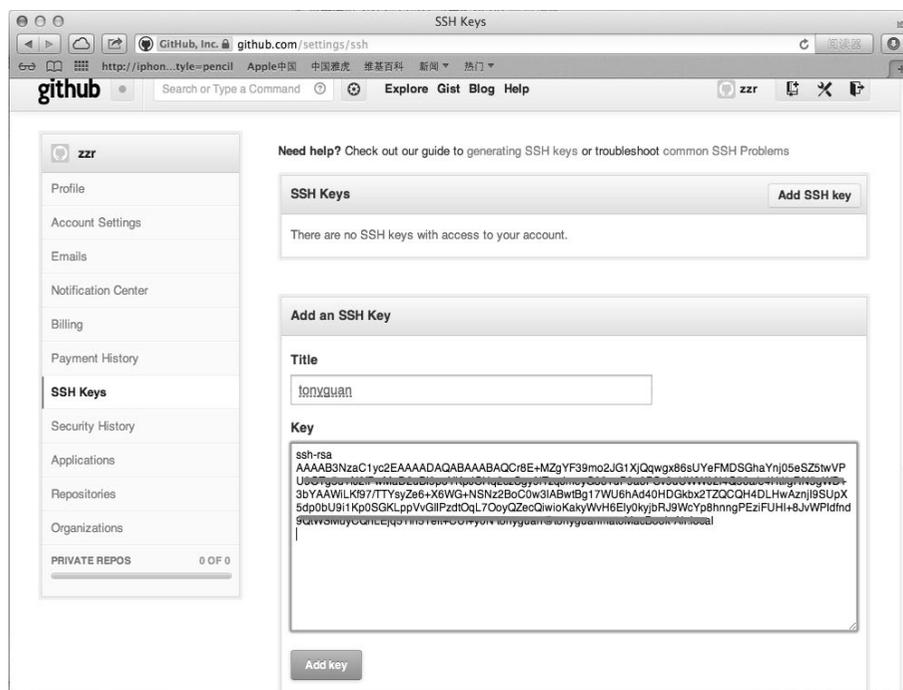 SSH Keys
GitHub, Inc. github.com/settings/ssh 阅读器
http://iphon...tyle=pencil Apple中国 中国雅虎 维基百科 新闻 热门
github Search or Type a Command Explore Gist Blog Help zzr
zzr
Profile
Account Settings
Emails
Notification Center
Billing
Payment History
SSH Keys
Security History
Applications
Repositories
Organizations
PRIVATE REPOS 0 OF 0
Need help? Check out our guide to generating SSH keys or troubleshoot common SSH Problems
SSH Keys Add SSH key
There are no SSH keys with access to your account.
Add an SSH Key
Title
tonyguan
Key
ssh-rsa
AAAAB3NzaC1yc2EAAAADAQABAAABAQCr8E+MZgYF39mo2JG1XjQqwgx86sUYeFMDSGhaYnj05eSZ5twVP
3bYAAWiLKf97/TTYsyZe6+X6WG+NSNz2BoC0w3lABwtBg17WU6hAd40HDGkbx2TZQCQH4DLHwAznjI9SUpX
5dp0bU9i1Kp0SGKLppVvGlIPzdtOqL7OoyQZecQiwioKakyWvH6Ely0kyjbRJ9WcYp8hnngPEziFUHl+8JvWPIdfnd
Add key